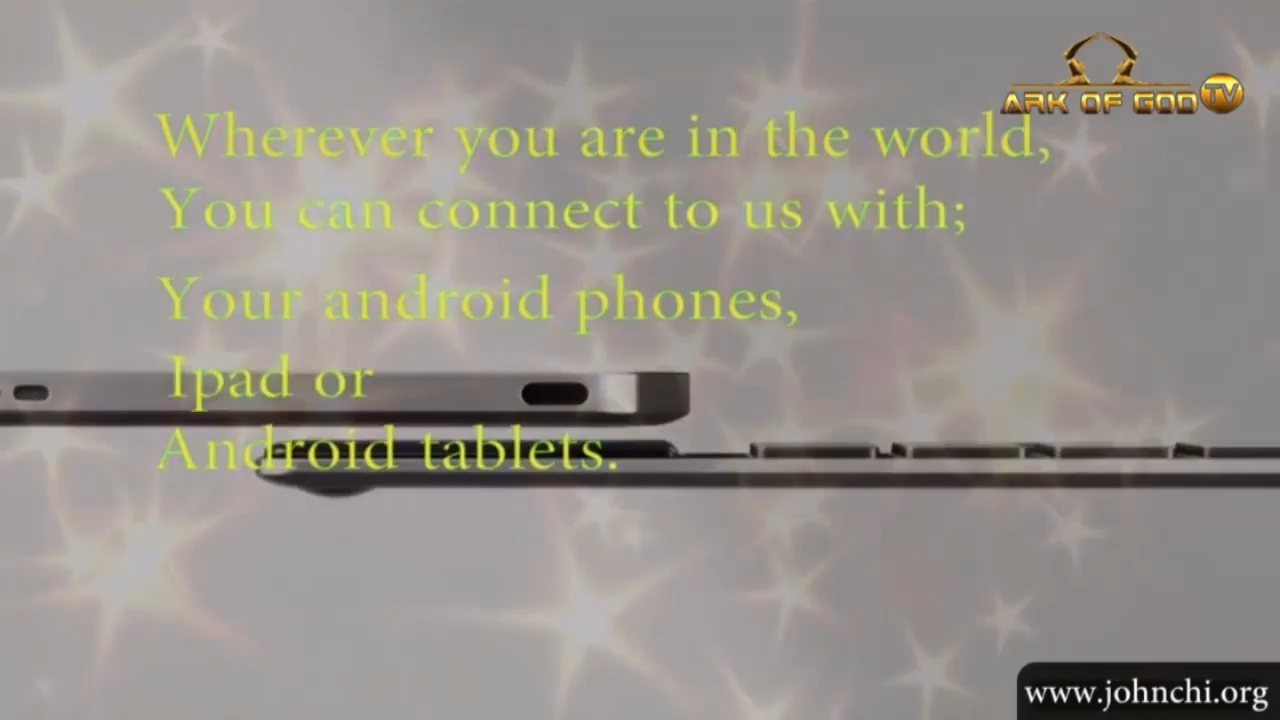 ARK OF GOD TV
Wherever you are in the world,
You can connect to us with;
Your android phones,
Ipad or
Android tablets.
www.johnchi.org